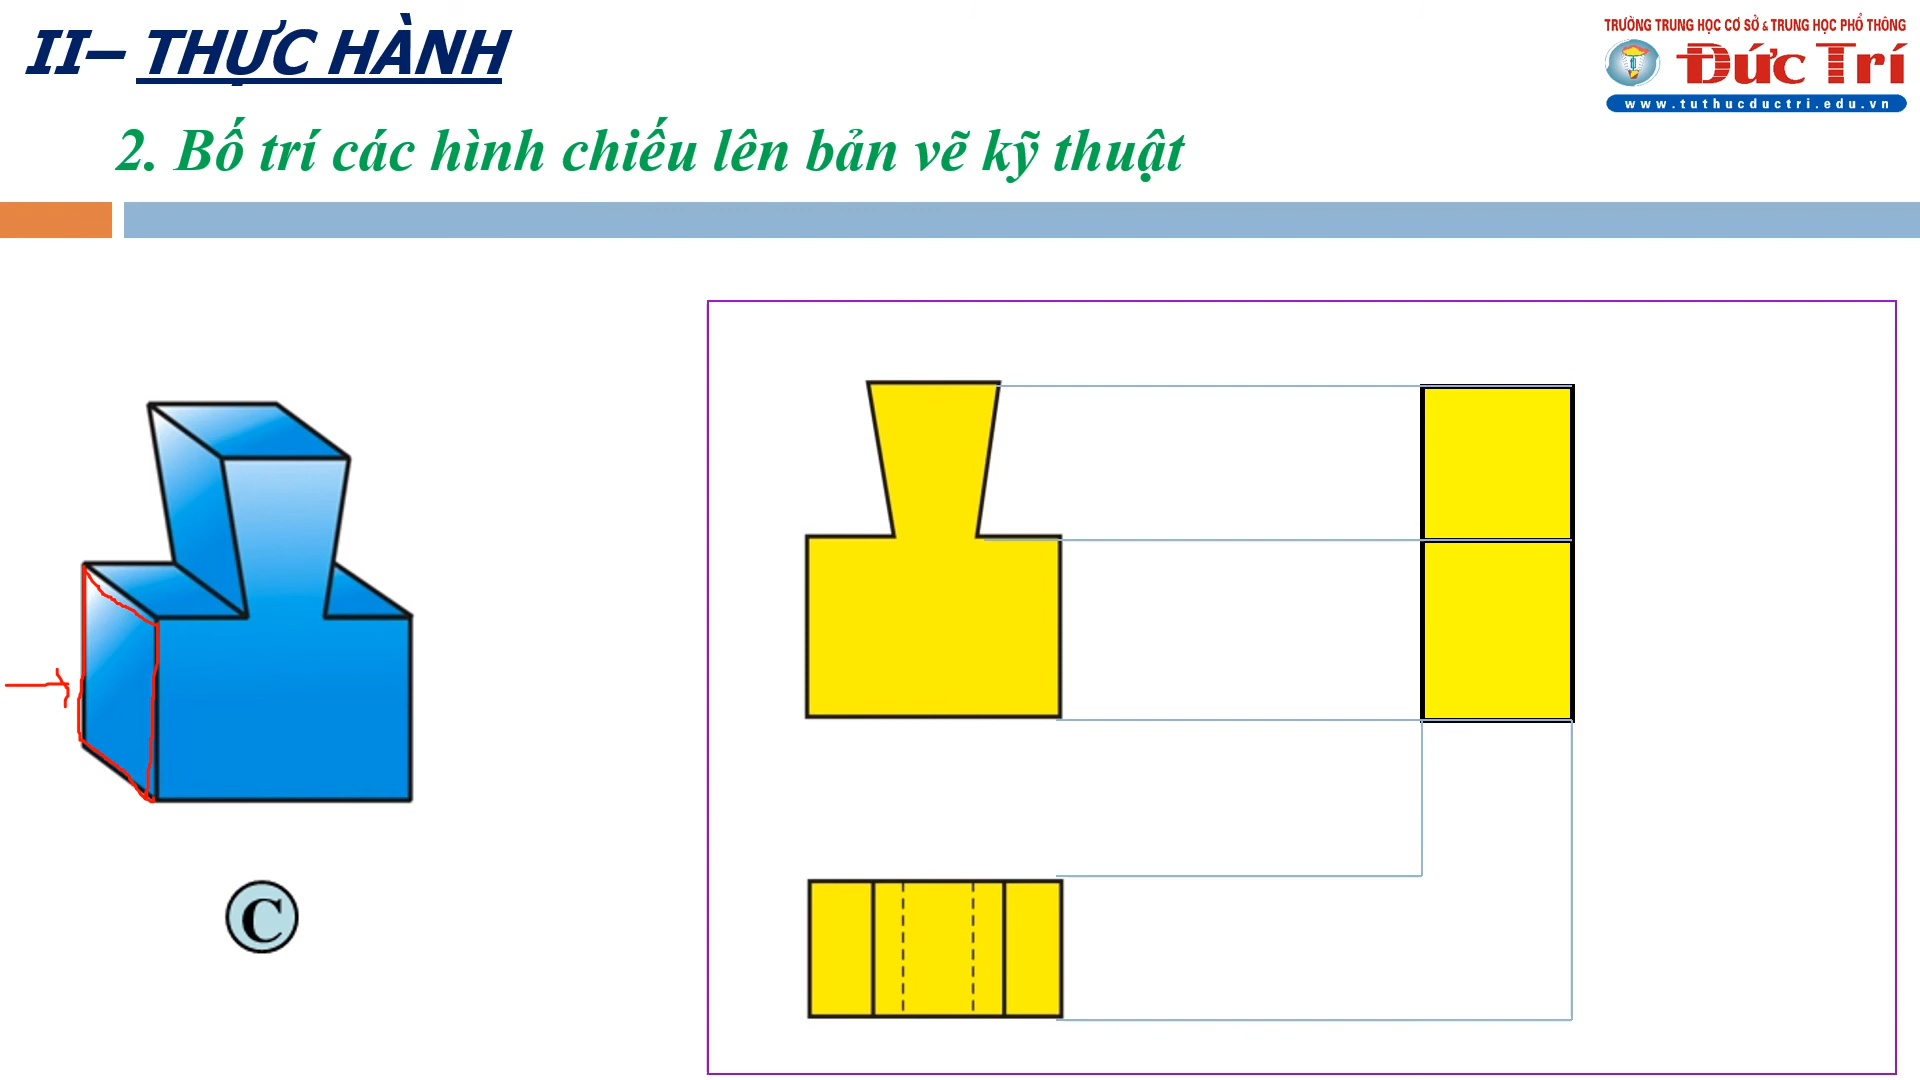 II– THỰC HÀNH
TRƯỜNG TRUNG HỌC CƠ SỞ & TRUNG HỌC PHỔ THÔNG
Đức Trí
www.tuthucductri.edu.vn
2. Bố trí các hình chiếu lên bản vẽ kỹ thuật
C